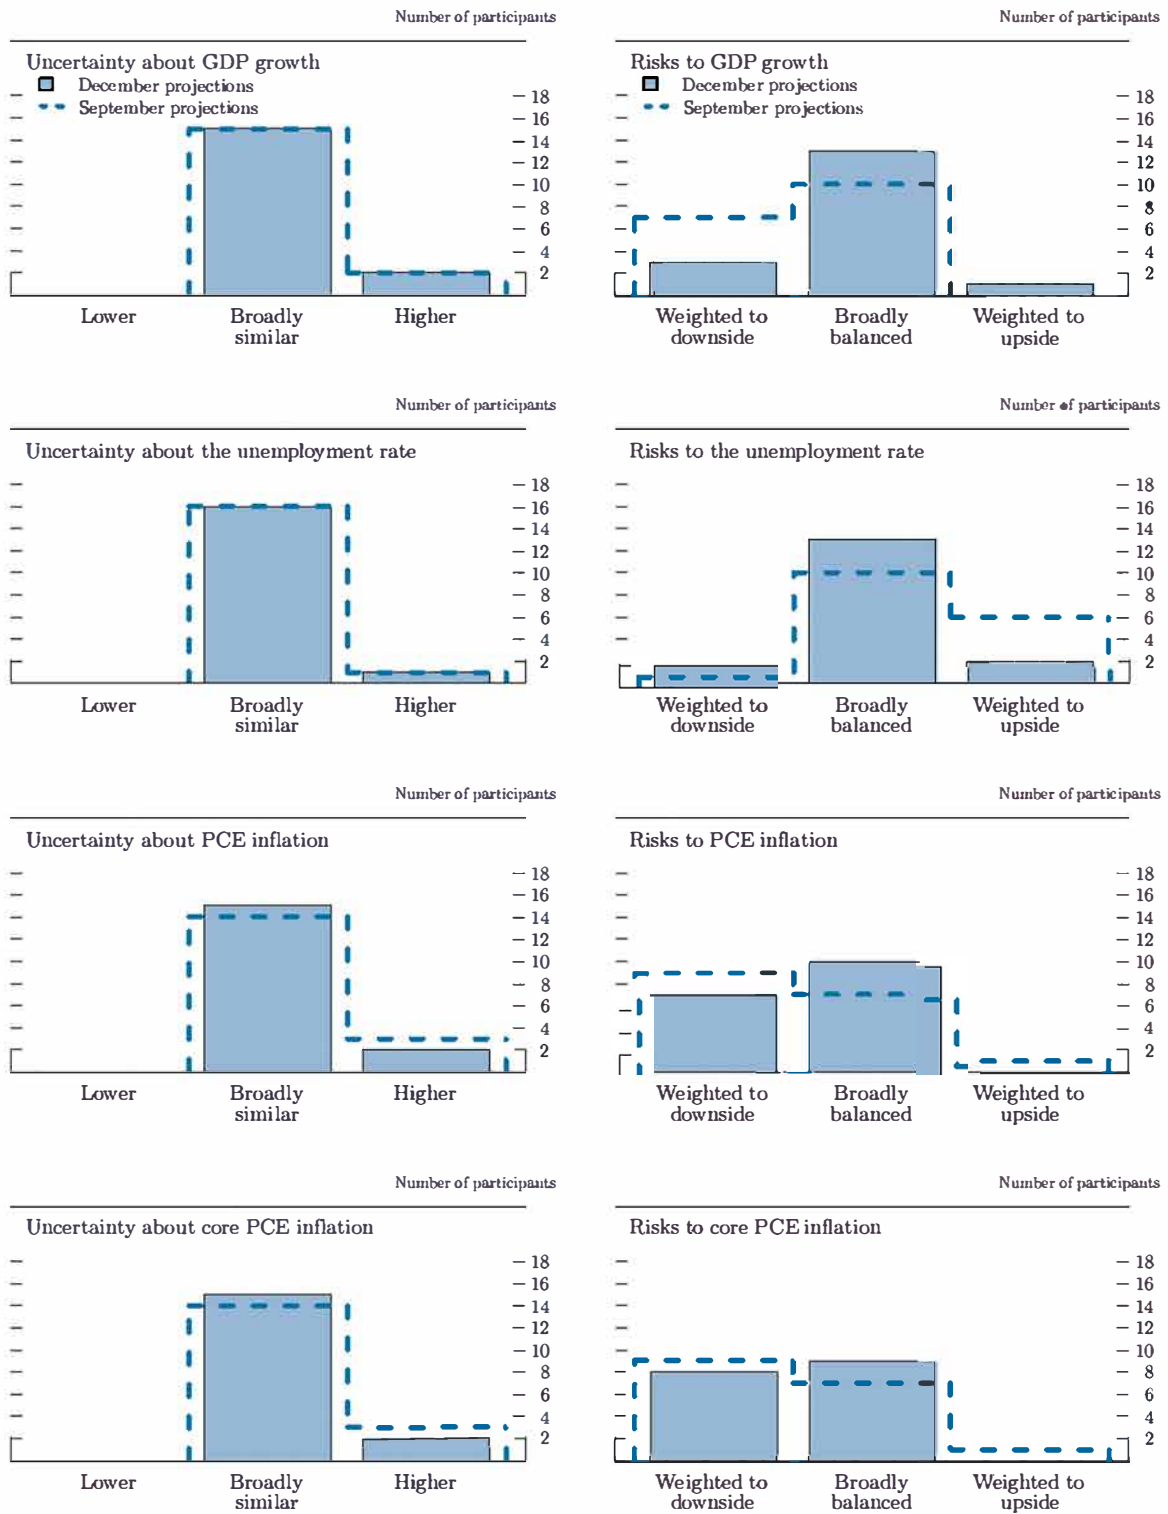 Number of participants
Uncertainty about GDP growth
December projections
September projections
18
16
14
12
10
8
6
4
2
Lower
Broadly similar
Higher
Number of participants
Risks to GDP growth
December projections
September projections
18
16
14
12
10
8
6
4
2
Weighted to downside
Broadly balanced
Weighted to upside
Number of participants
Uncertainty about the unemployment rate
18
16
14
12
10
8
6
4
2
Lower
Broadly similar
Higher
Number of participants
Risks to the unemployment rate
18
16
14
12
10
8
6
4
2
Weighted to downside
Broadly balanced
Weighted to upside
Number of participants
Uncertainty about PCE inflation
18
16
14
12
10
8
6
4
2
Lower
Broadly similar
Higher
Number of participants
Risks to PCE inflation
18
16
14
12
10
8
6
4
2
Weighted to downside
Broadly balanced
Weighted to upside
Number of participants
Uncertainty about core PCE inflation
18
16
14
12
10
8
6
4
2
Lower
Broadly similar
Higher
Number of participants
Risks to core PCE inflation
18
16
14
12
10
8
6
4
2
Weighted to downside
Broadly balanced
Weighted to upside